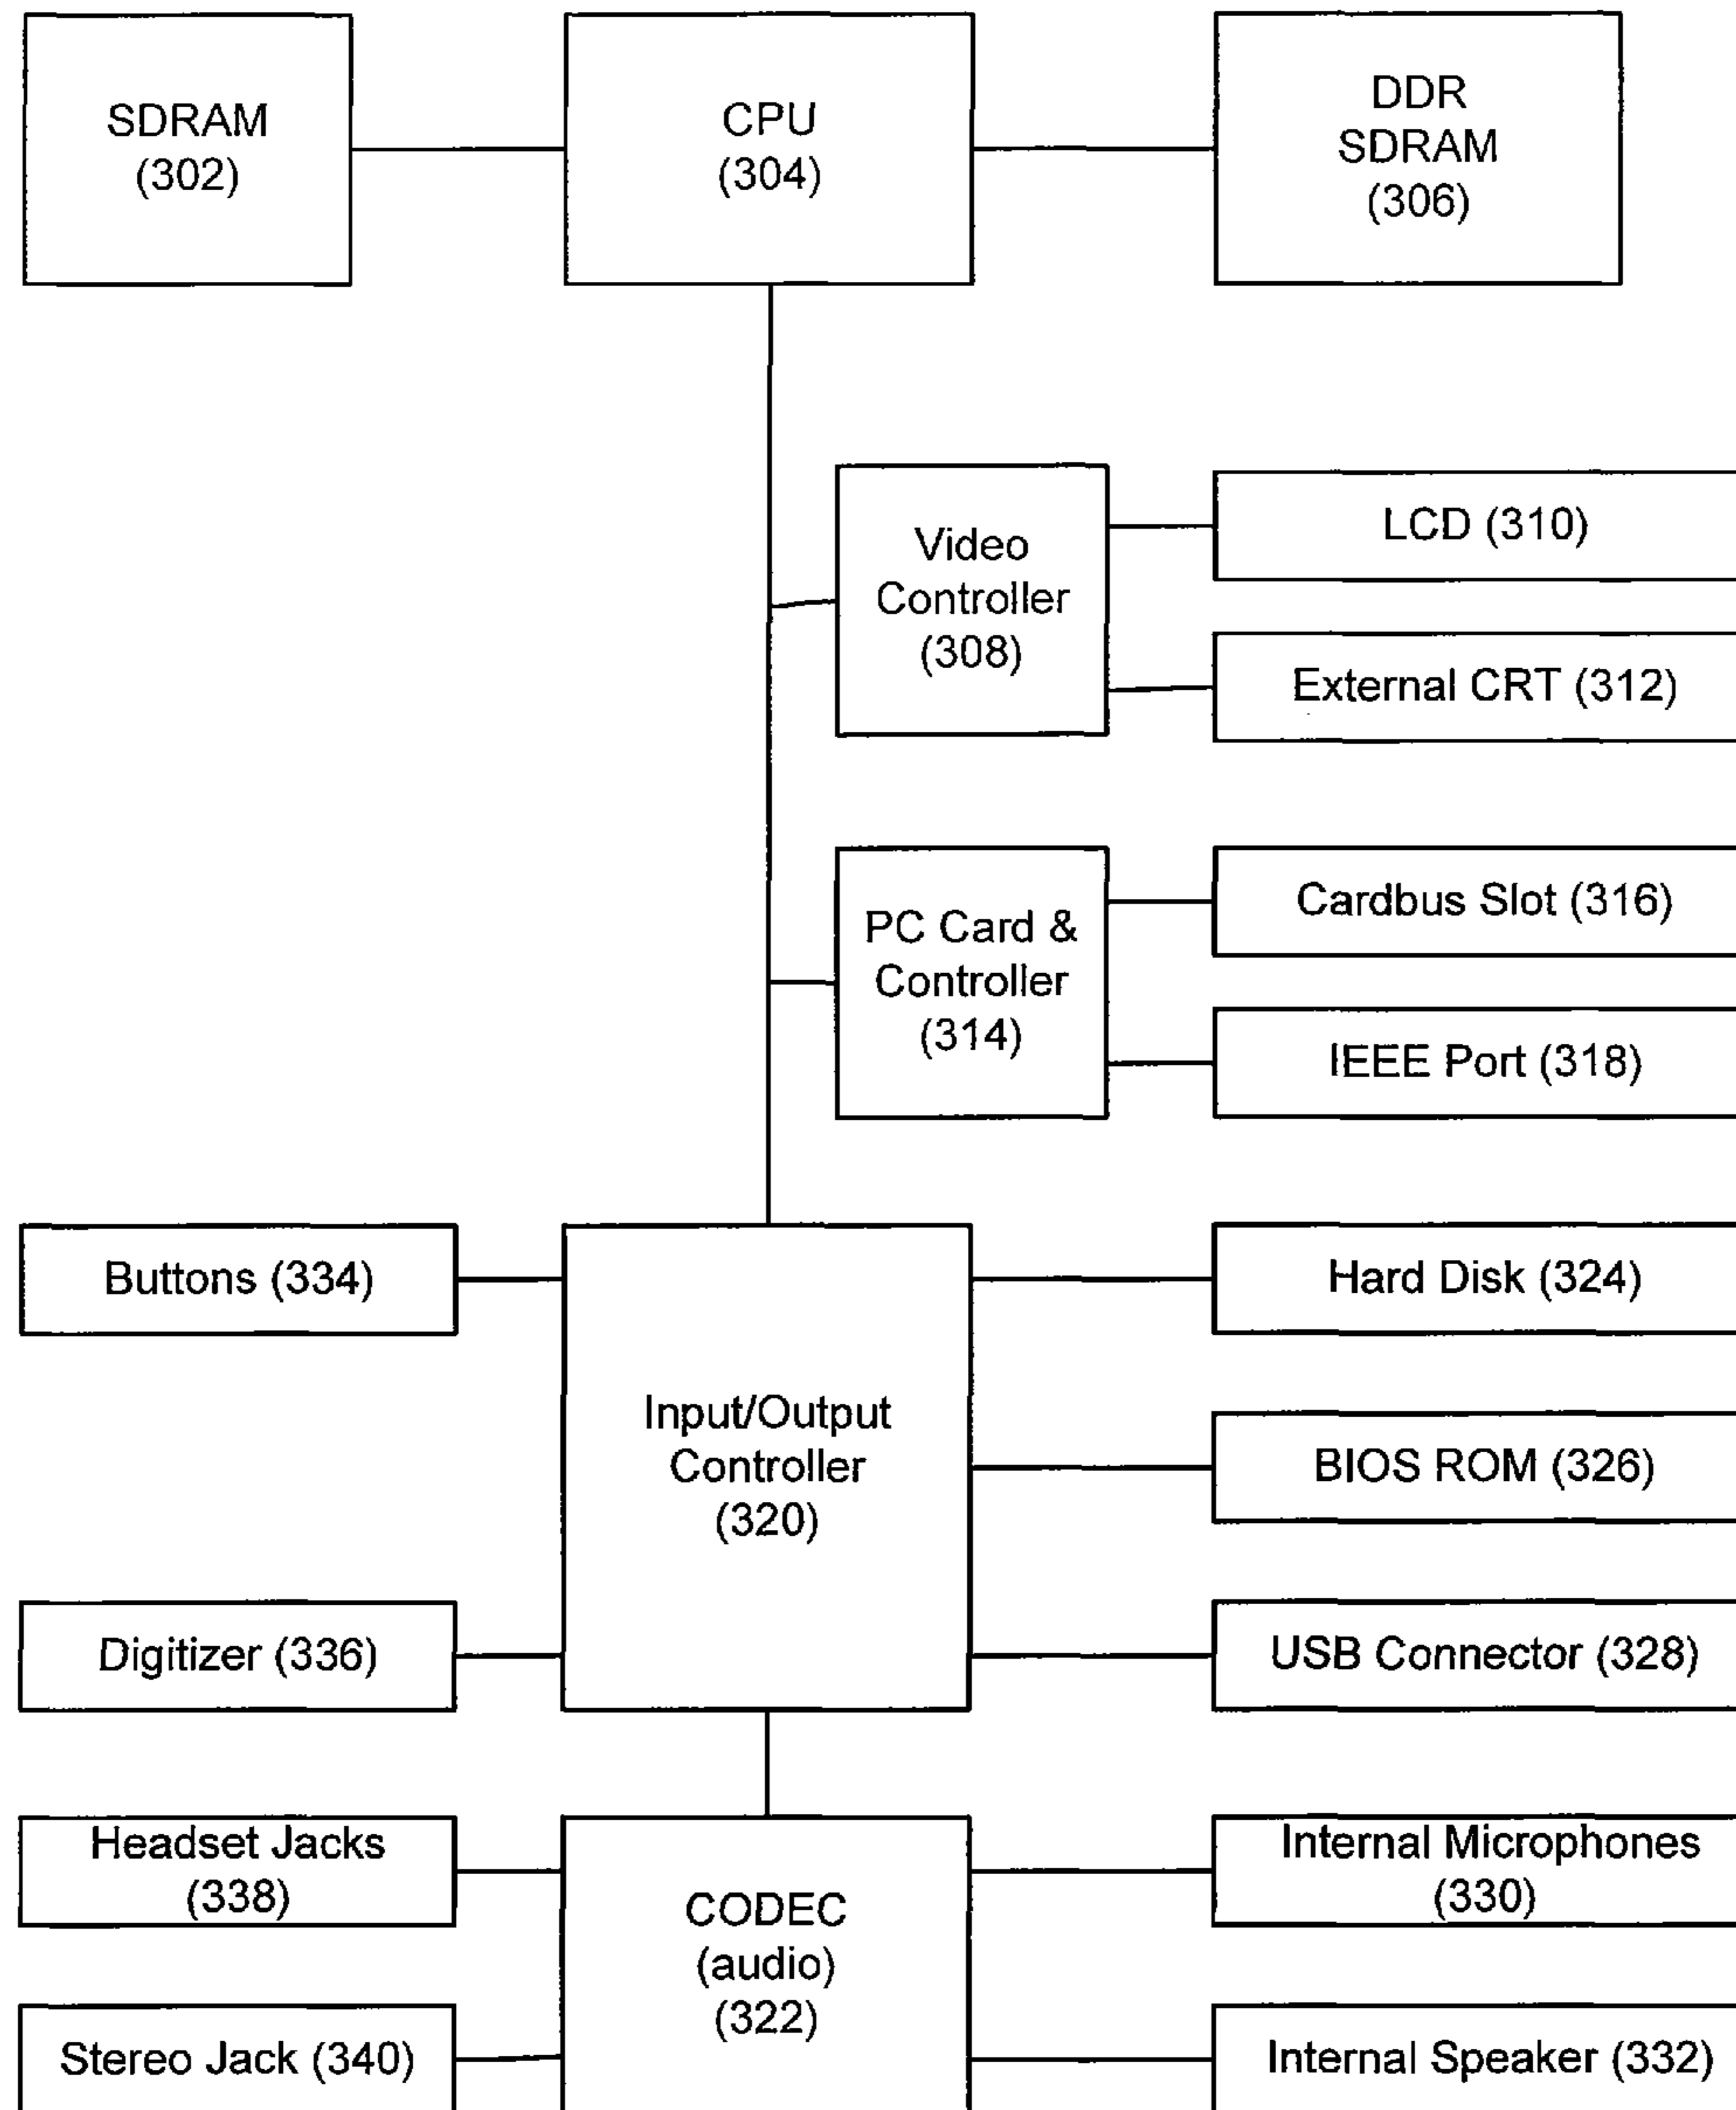 SDRAM
(302)
CPU
(304)
DDR
SDRAM
(306)
Video
Controller
(308)
LCD (310)
External CRT (312)
PC Card &
Controller
(314)
Cardbus Slot (316)
IEEE Port (318)
Buttons (334)
Input/Output
Controller
(320)
Hard Disk (324)
BIOS ROM (326)
Digitizer (336)
USB Connector (328)
Headset Jacks
(338)
CODEC
(audio)
(322)
Internal Microphones
(330)
Stereo Jack (340)
Internal Speaker (332)